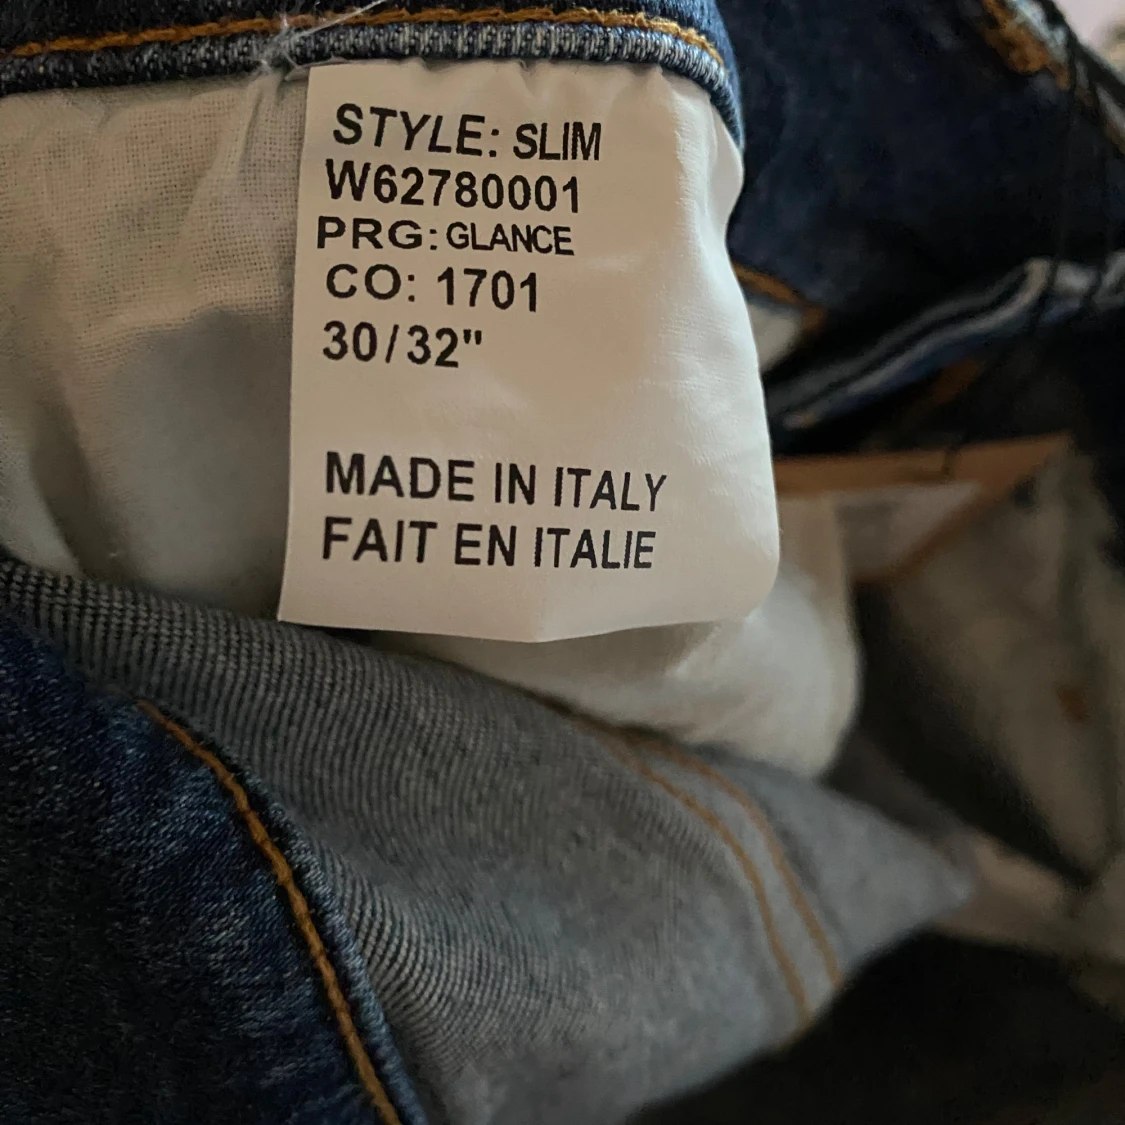 STYLE: SLIM
W62780001
PRG: GLANCE
CO: 1701
30/32"
MADE IN ITALY
FAIT EN ITALIE